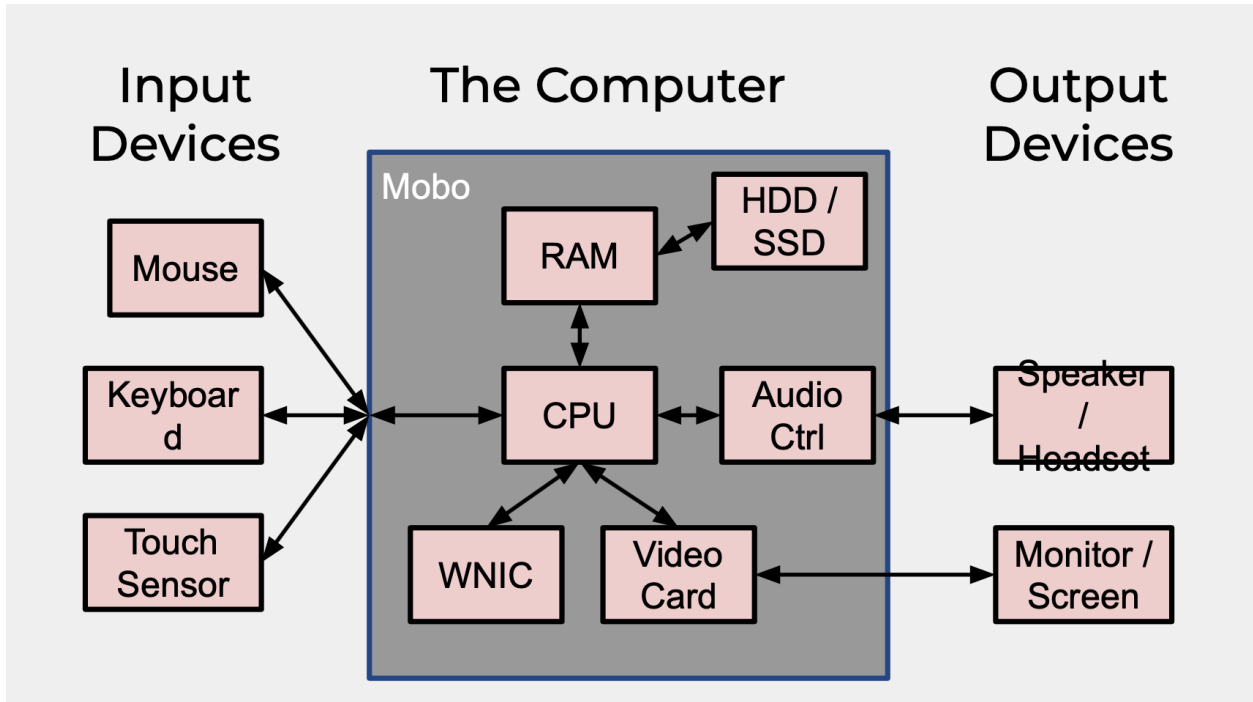 Input
Devices
The Computer
Output
Devices
Mobo
HDD /
SSD
RAM
Mouse
Keyboar
d
CPU
Audio
Ctrl
Speaker
/
Headset
Touch
Sensor
WNIC
Video
Card
Monitor /
Screen